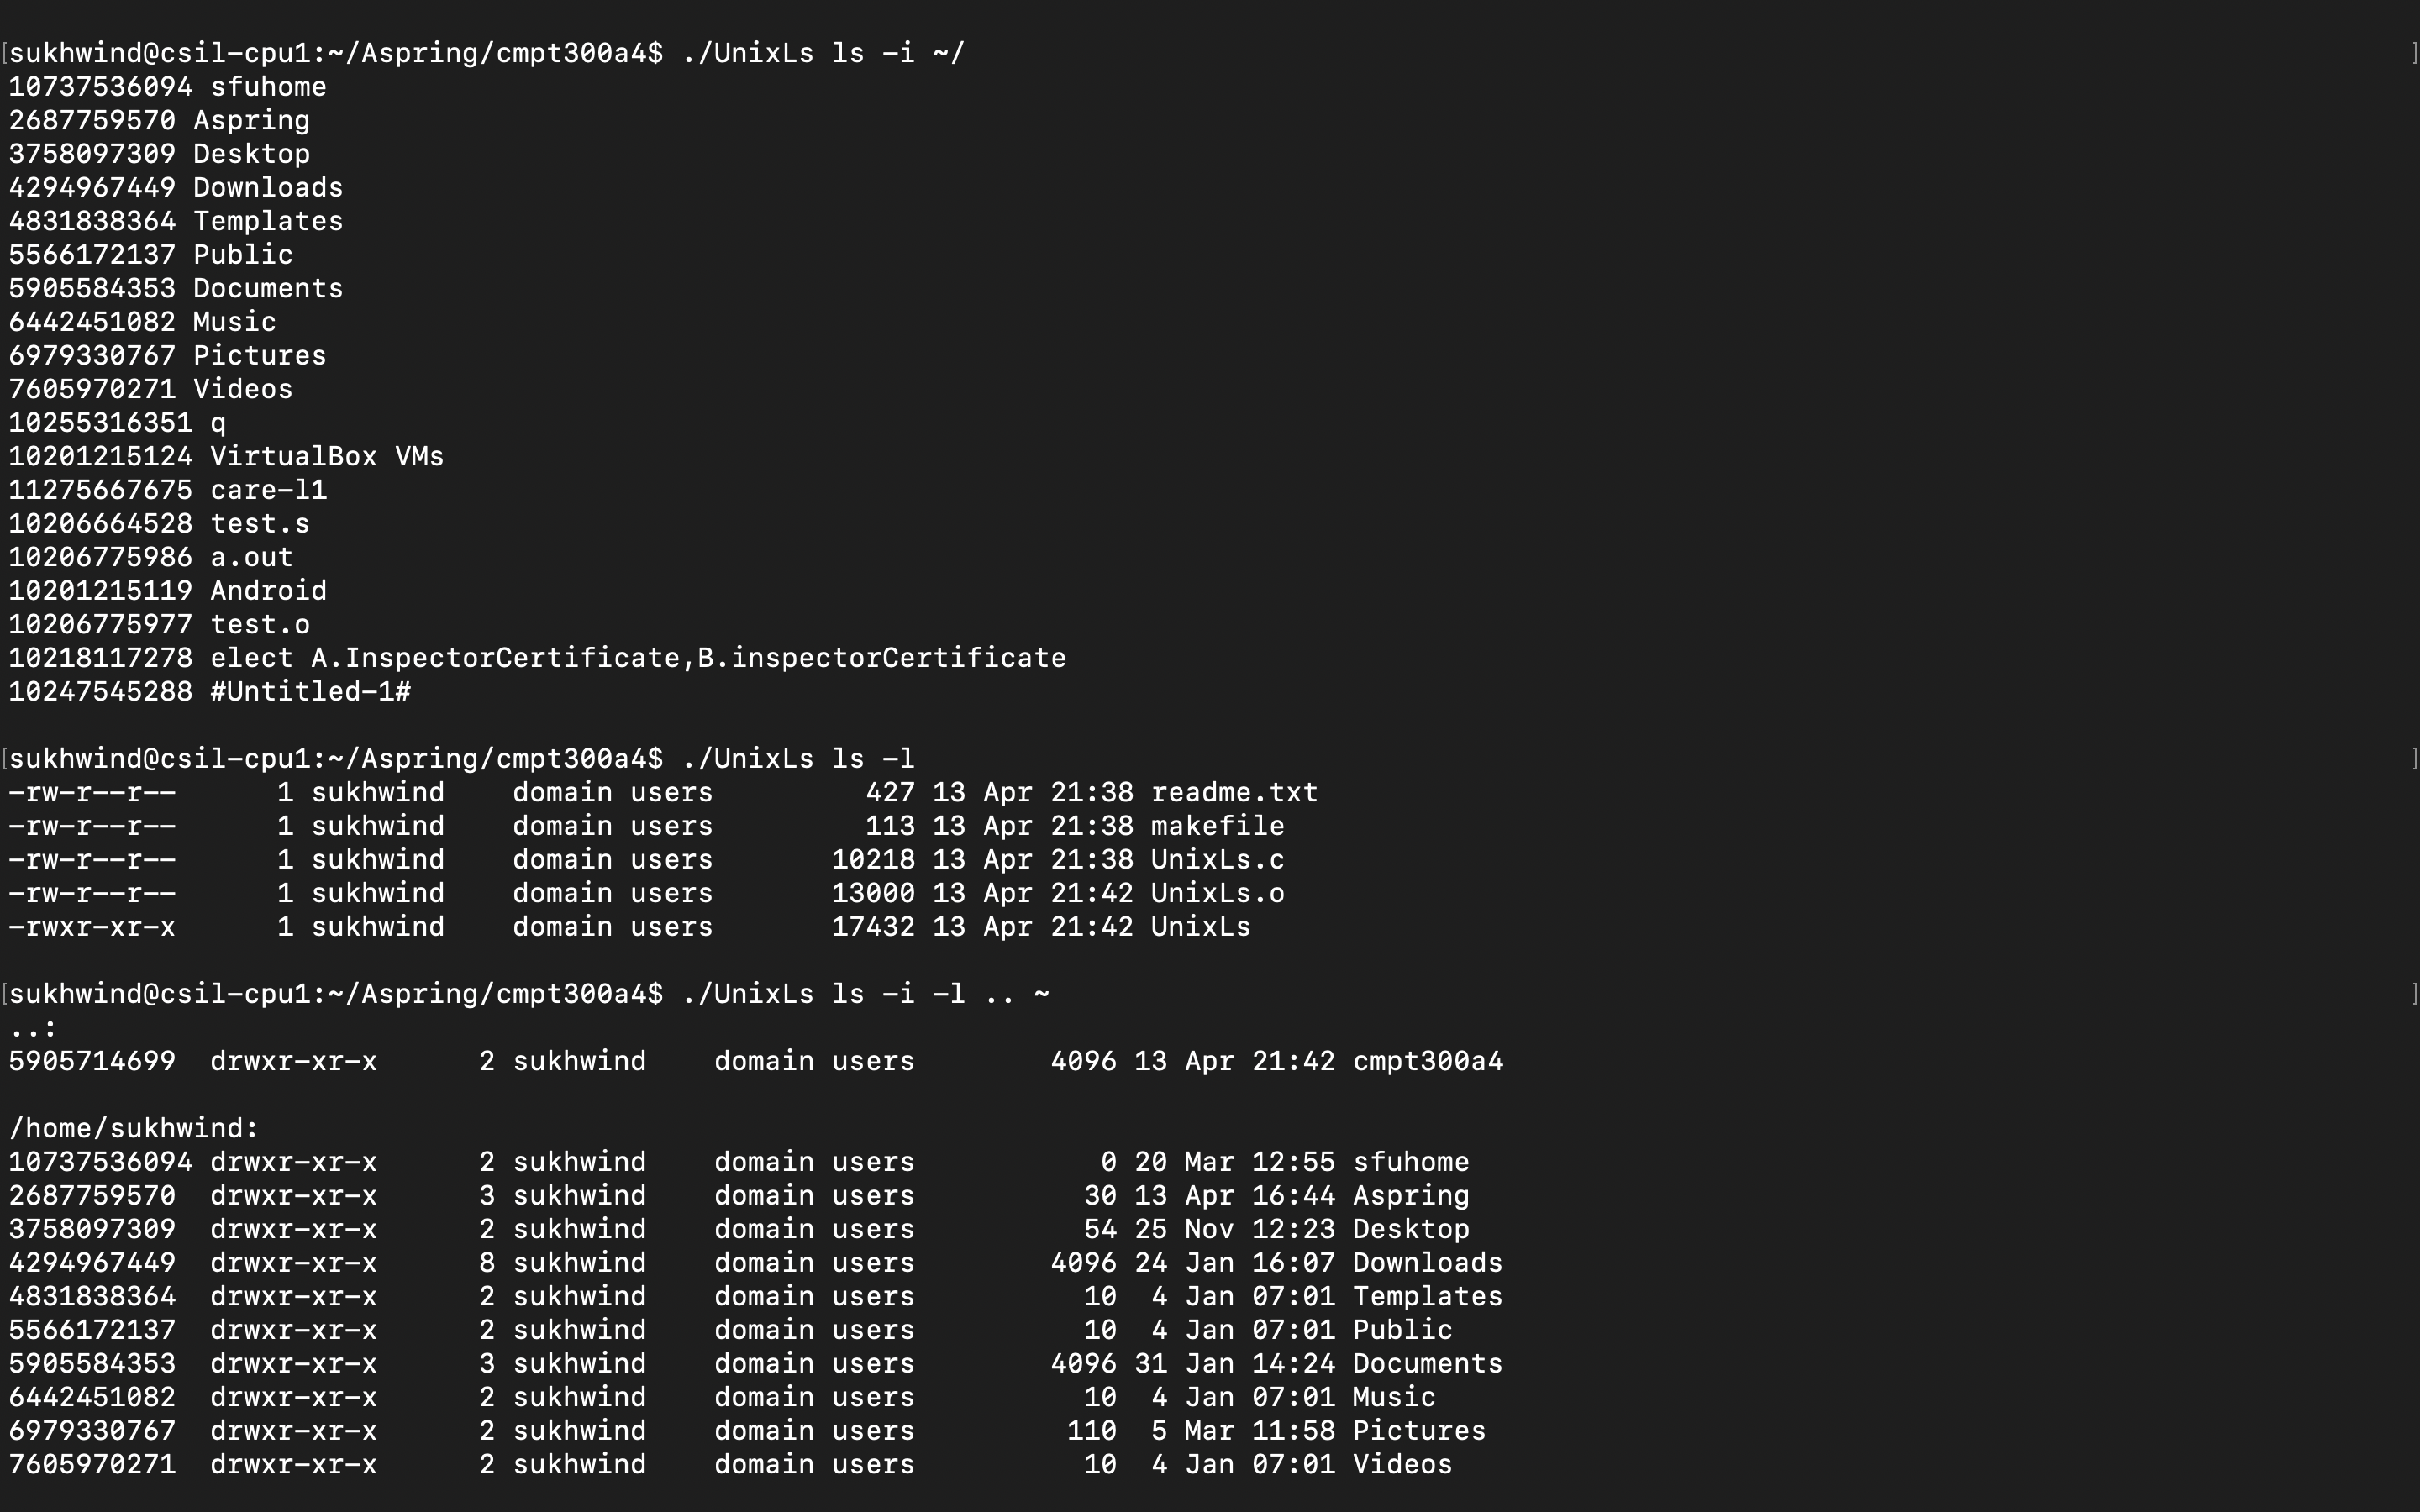 [sukhwind@csil-cpu1:~/Aspring/cmpt300a4$ ./UnixLs ls -i ~/ ]
10737536094 sfuhome
2687759570 Aspring
3758097309 Desktop
4294967449 Downloads
4831838364 Templates
5566172137 Public
5905584353 Documents
6442451082 Music
6979330767 Pictures
7605970271 Videos
10255316351 q
10201215124 VirtualBox VMs
11275667675 care-l1
10206664528 test.s
10206775986 a.out
10201215119 Android
10206775977 test.o
10218117278 elect A.InspectorCertificate,B.inspectorCertificate
10247545288 #Untitled-1#
[sukhwind@csil-cpu1:~/Aspring/cmpt300a4$ ./UnixLs ls -l ]
-rw-r--r-- 1 sukhwind domain users 427 13 Apr 21:38 readme.txt
-rw-r--r-- 1 sukhwind domain users 113 13 Apr 21:38 makefile
-rw-r--r-- 1 sukhwind domain users 10218 13 Apr 21:38 UnixLs.c
-rw-r--r-- 1 sukhwind domain users 13000 13 Apr 21:42 UnixLs.o
-rwxr-xr-x 1 sukhwind domain users 17432 13 Apr 21:42 UnixLs
[sukhwind@csil-cpu1:~/Aspring/cmpt300a4$ ./UnixLs ls -i -l .. ~ ]
..:
5905714699 drwxr-xr-x 2 sukhwind domain users 4096 13 Apr 21:42 cmpt300a4
/home/sukhwind:
10737536094 drwxr-xr-x 2 sukhwind domain users 0 20 Mar 12:55 sfuhome
2687759570 drwxr-xr-x 3 sukhwind domain users 30 13 Apr 16:44 Aspring
3758097309 drwxr-xr-x 2 sukhwind domain users 54 25 Nov 12:23 Desktop
4294967449 drwxr-xr-x 8 sukhwind domain users 4096 24 Jan 16:07 Downloads
4831838364 drwxr-xr-x 2 sukhwind domain users 10 4 Jan 07:01 Templates
5566172137 drwxr-xr-x 2 sukhwind domain users 10 4 Jan 07:01 Public
5905584353 drwxr-xr-x 3 sukhwind domain users 4096 31 Jan 14:24 Documents
6442451082 drwxr-xr-x 2 sukhwind domain users 10 4 Jan 07:01 Music
6979330767 drwxr-xr-x 2 sukhwind domain users 110 5 Mar 11:58 Pictures
7605970271 drwxr-xr-x 2 sukhwind domain users 10 4 Jan 07:01 Videos